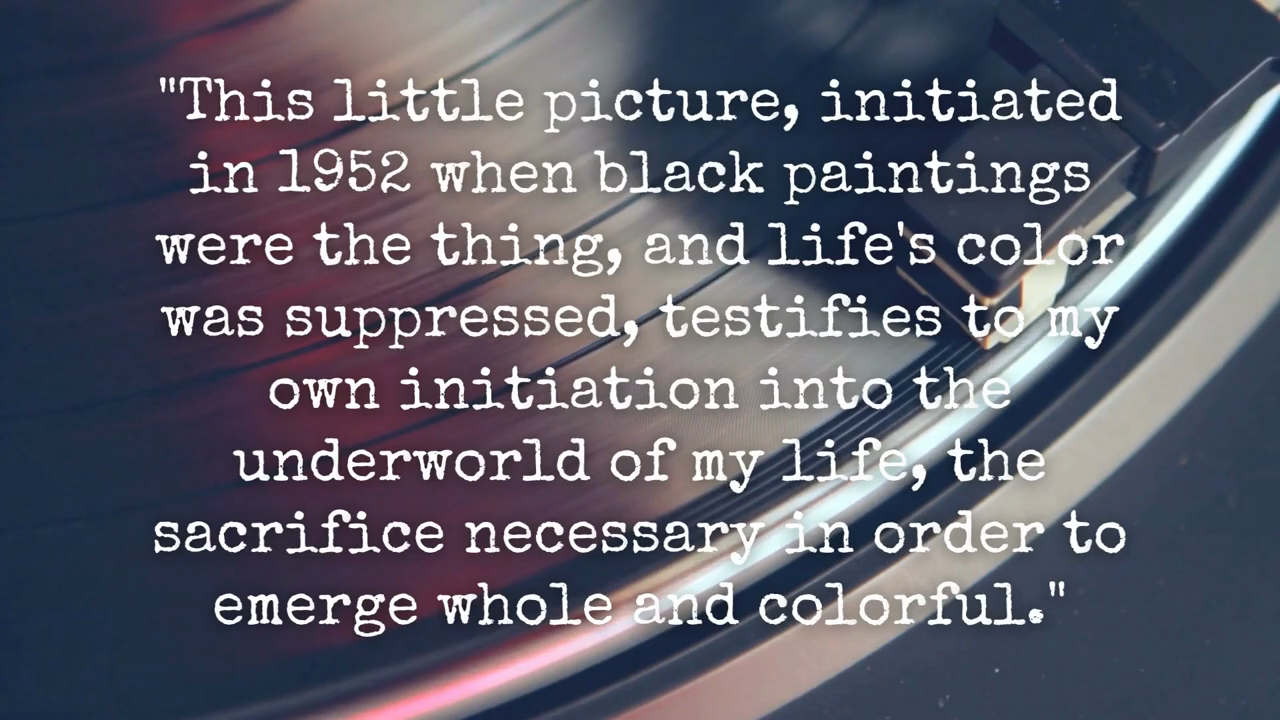 "This little picture, initiated
in 1952 when black paintings
were the thing, and life's color
was suppressed, testifies to my
own initiation into the
underworld of my life, the
sacrifice necessary in order to
emerge whole and colorful."